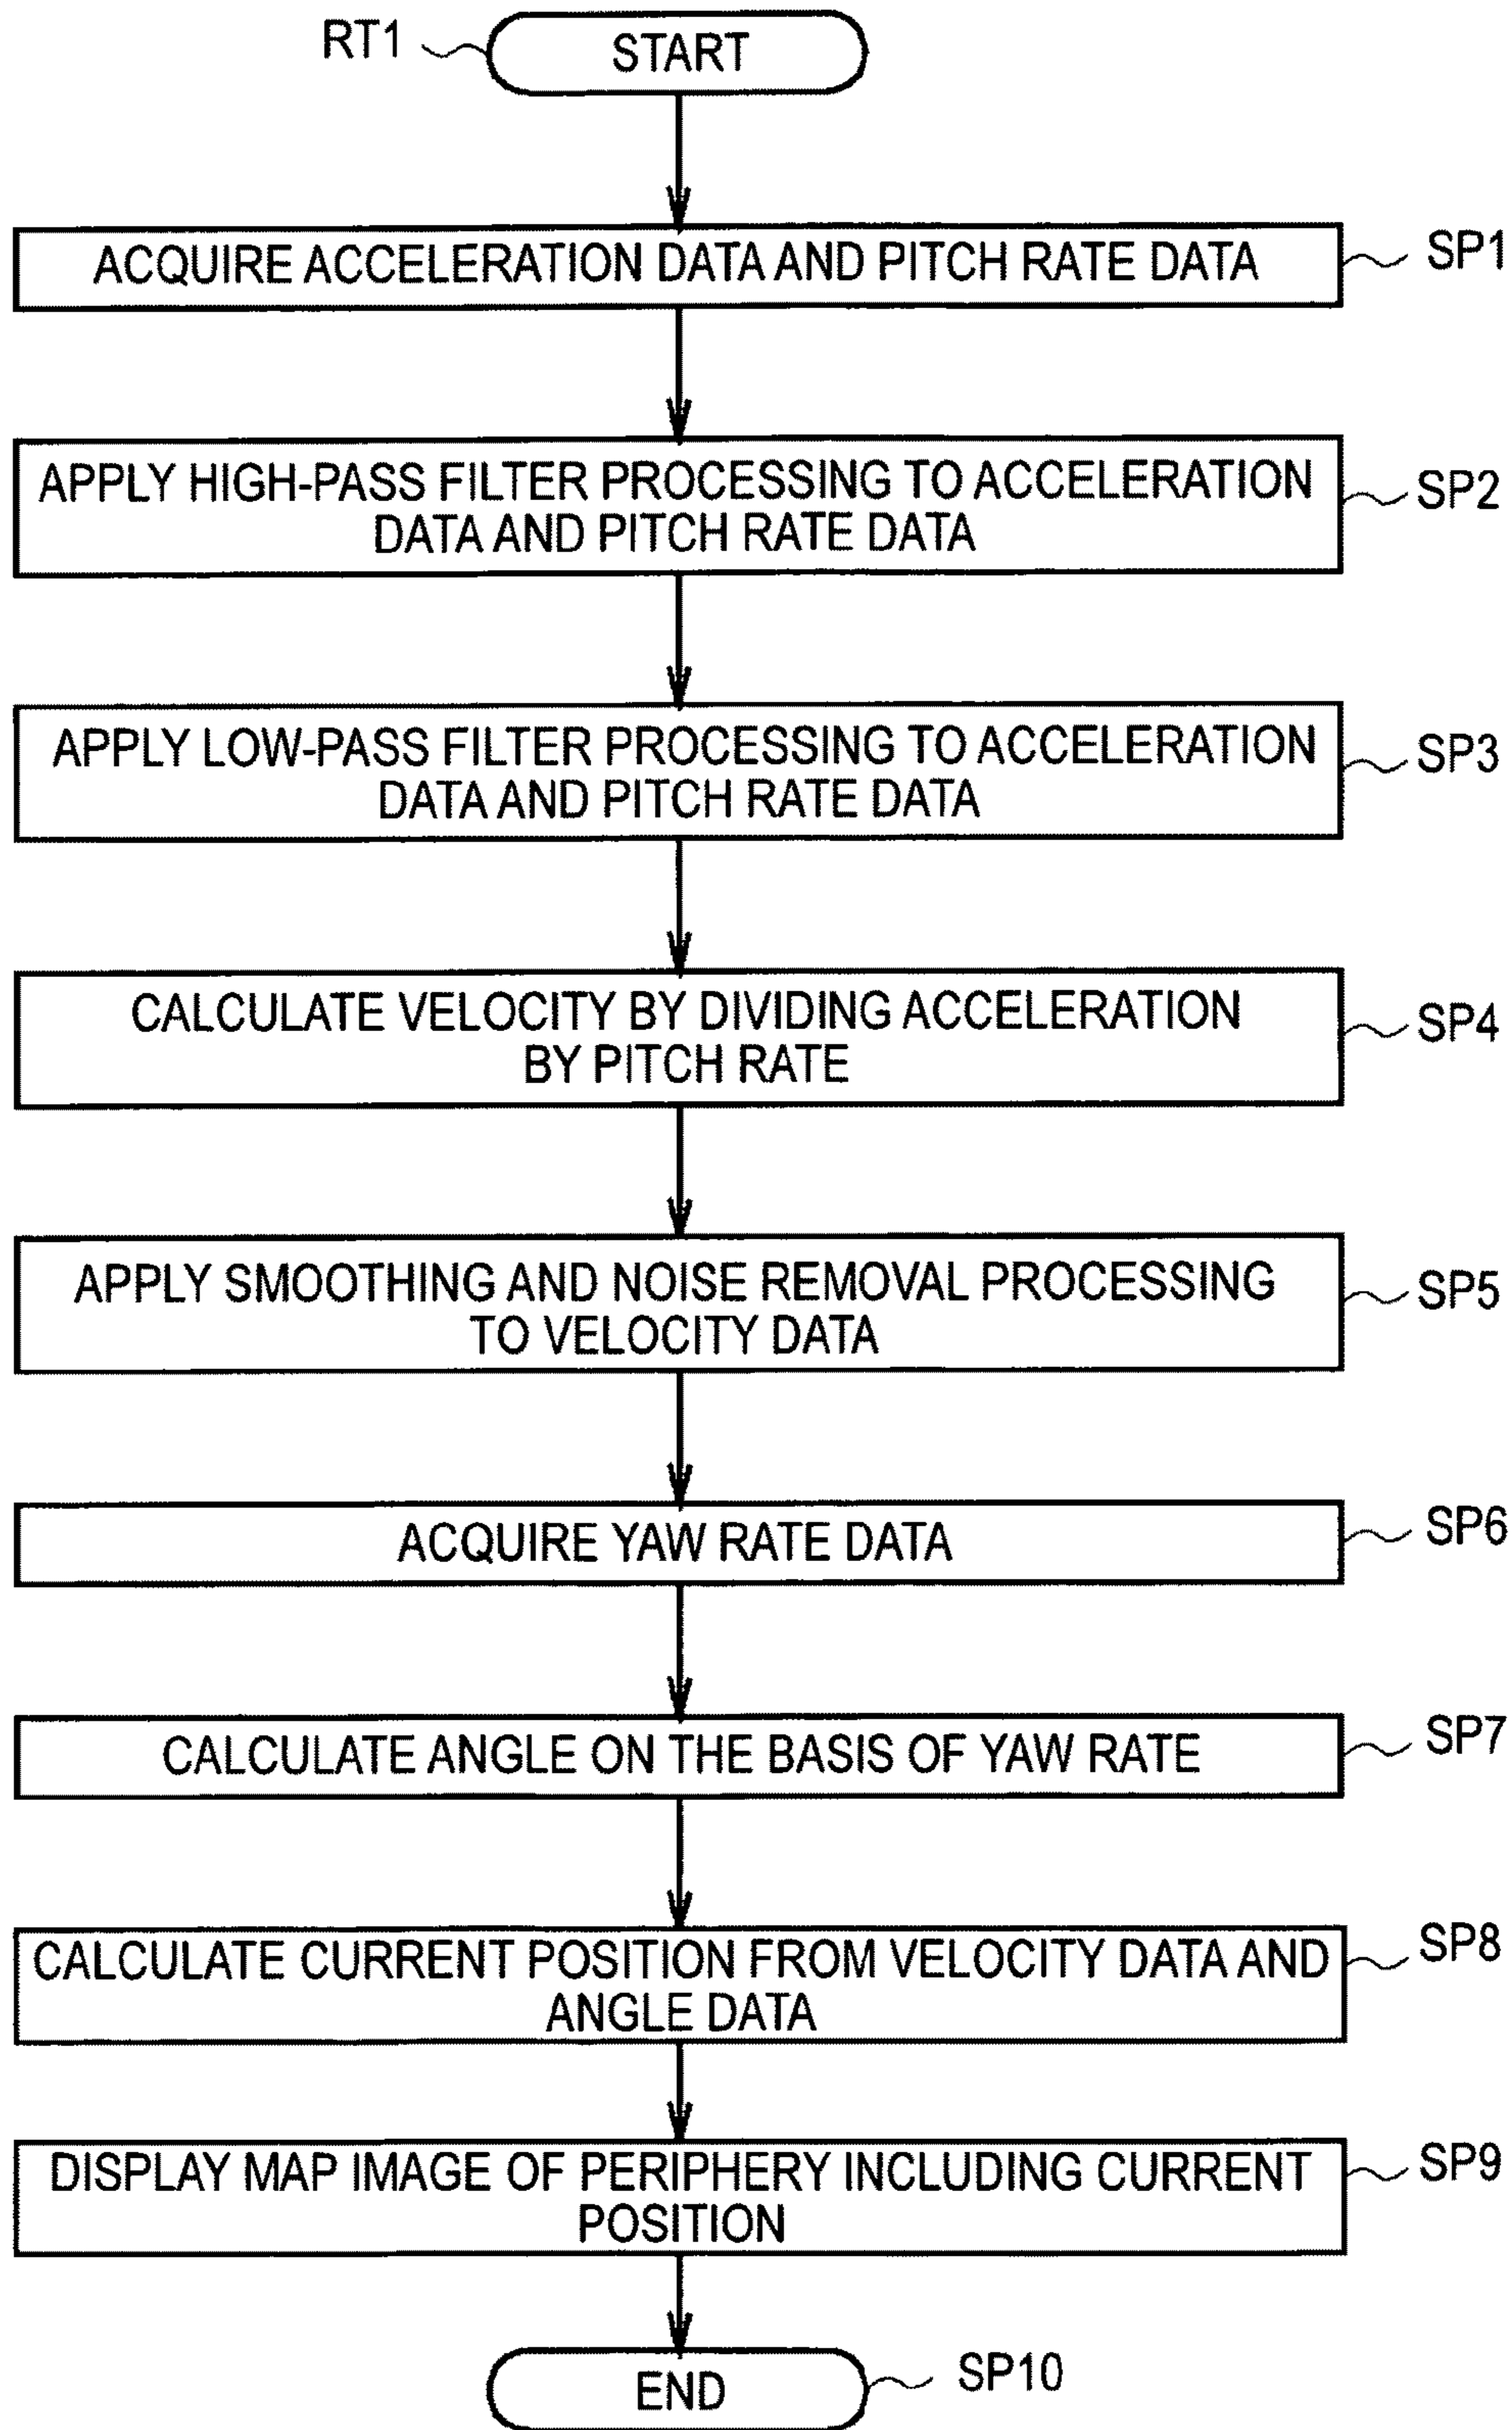 RT1
START
ACQUIRE ACCELERATION DATA AND PITCH RATE DATA
SP1
APPLY HIGH-PASS FILTER PROCESSING TO ACCELERATION
DATA AND PITCH RATE DATA
SP2
APPLY LOW-PASS FILTER PROCESSING TO ACCELERATION
DATA AND PITCH RATE DATA
SP3
CALCULATE VELOCITY BY DIVIDING ACCELERATION
BY PITCH RATE
SP4
APPLY SMOOTHING AND NOISE REMOVAL PROCESSING
TO VELOCITY DATA
SP5
ACQUIRE YAW RATE DATA
SP6
CALCULATE ANGLE ON THE BASIS OF YAW RATE
SP7
CALCULATE CURRENT POSITION FROM VELOCITY DATA AND
ANGLE DATA
SP8
DISPLAY MAP IMAGE OF PERIPHERY INCLUDING CURRENT
POSITION
SP9
END
SP10